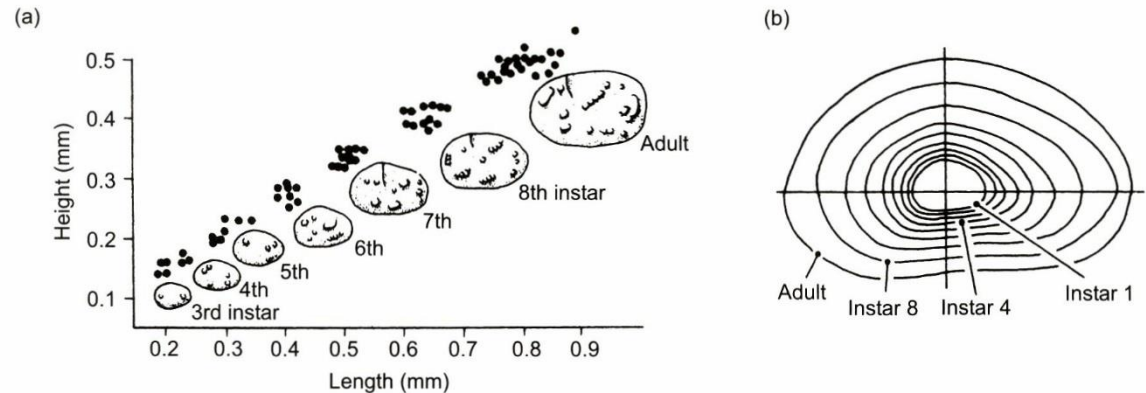 (a)
Height (mm)
0.5
0.4
0.3
0.2
0.1
3rd instar
4th
5th
6th
7th
8th instar
Adult
0.2 0.3 0.4 0.5 0.6 0.7 0.8 0.9
Length (mm)
(b)
Adult
Instar 8
Instar 4
Instar 1